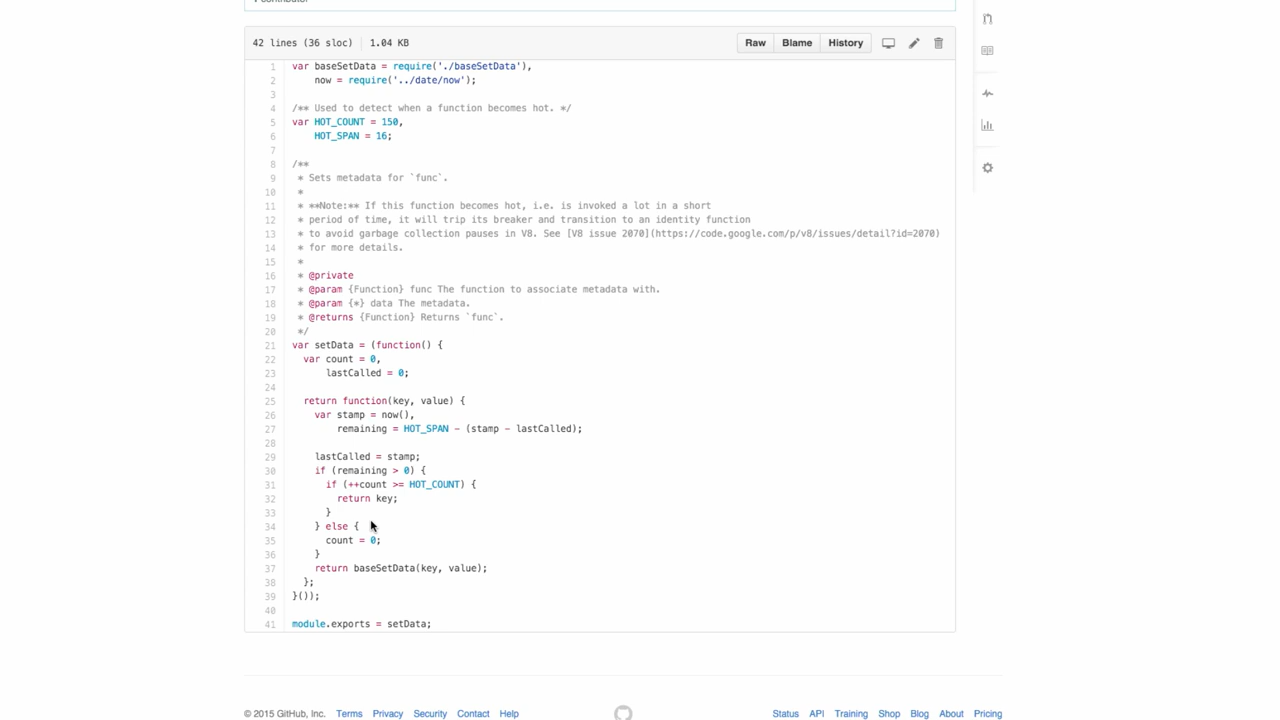 1 contributor
42 lines (36 sloc) 1.04 KB Raw Blame History
1 var baseSetData = require('./baseSetData'),
2     now = require('../date/now');
3
4 /** Used to detect when a function becomes hot. */
5 var HOT_COUNT = 150,
6     HOT_SPAN = 16;
7
8 /**
9  * Sets metadata for `func`.
10  *
11  * **Note:** If this function becomes hot, i.e. is invoked a lot in a short
12  * period of time, it will trip its breaker and transition to an identity function
13  * to avoid garbage collection pauses in V8. See [V8 issue 2070](https://code.google.com/p/v8/issues/detail?id=2070)
14  * for more details.
15  *
16  * @private
17  * @param {Function} func The function to associate metadata with.
18  * @param {*} data The metadata.
19  * @returns {Function} Returns `func`.
20  */
21 var setData = (function() {
22   var count = 0,
23       lastCalled = 0;
24
25   return function(key, value) {
26     var stamp = now(),
27         remaining = HOT_SPAN - (stamp - lastCalled);
28
29     lastCalled = stamp;
30     if (remaining > 0) {
31       if (++count >= HOT_COUNT) {
32         return key;
33       }
34     } else {
35       count = 0;
36     }
37     return baseSetData(key, value);
38   };
39 }());
40
41 module.exports = setData;
© 2015 GitHub, Inc. Terms Privacy Security Contact Help Status API Training Shop Blog About Pricing